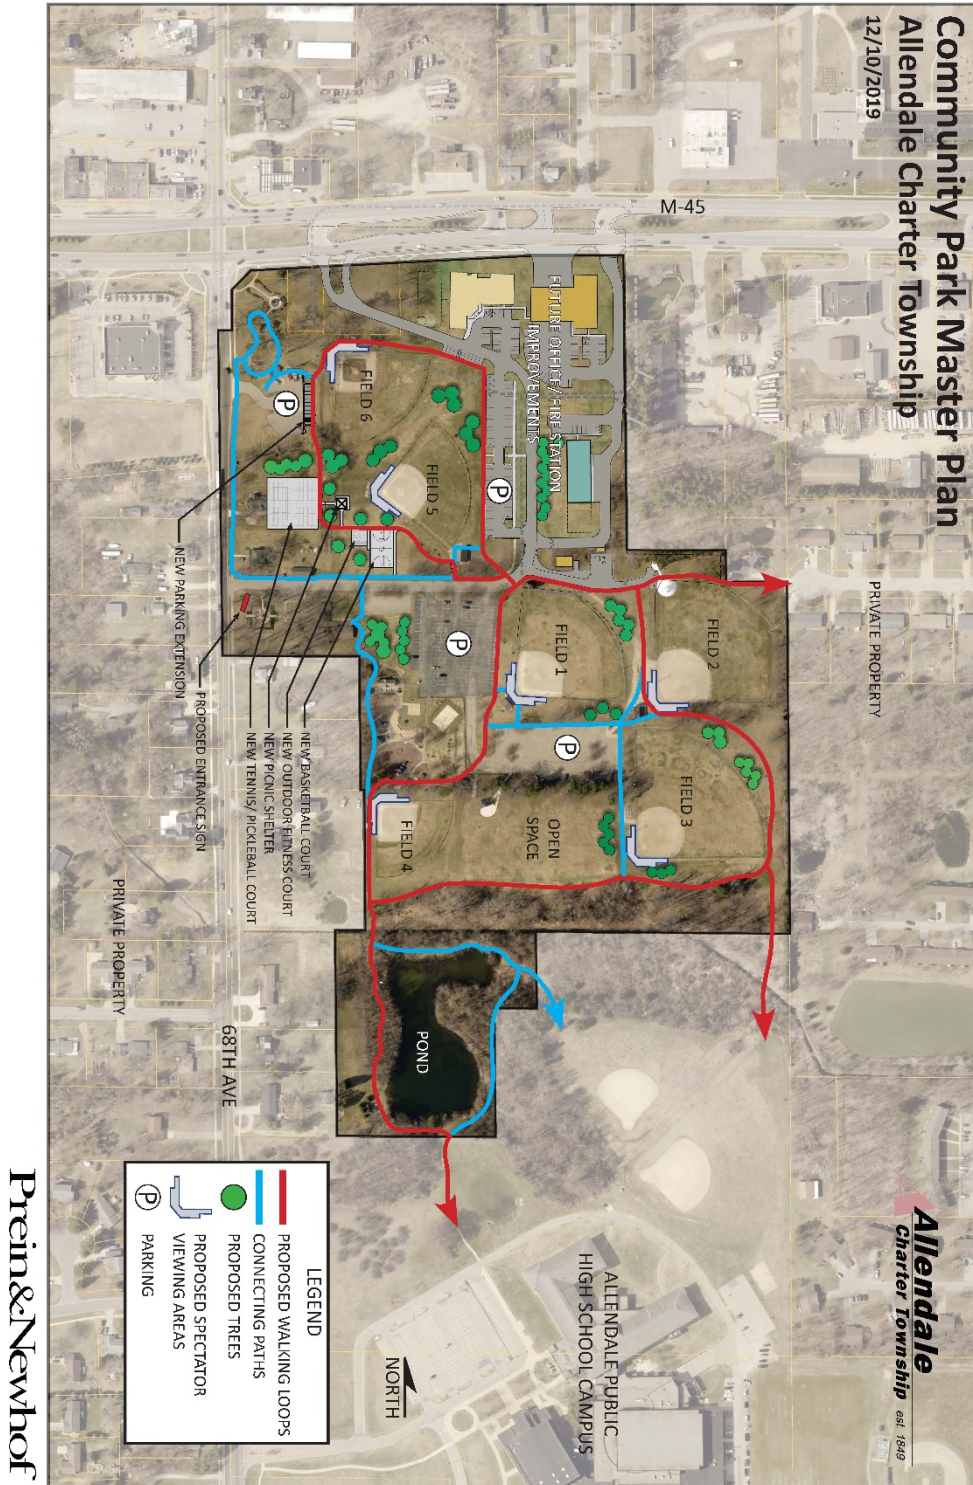 Community Park Master Plan
Allendale Charter Township
12/10/2019
M-45
FUTURE OFFICE/ FIRE STATION
IMPROVEMENTS
FIELD 6
FIELD 5
P
P
P
P
FIELD 1
FIELD 2
FIELD 3
FIELD 4
OPEN
SPACE
POND
PRIVATE PROPERTY
NEW PARKING EXTENSION
PROPOSED ENTRANCE SIGN
NEW BASKETBALL COURT
NEW OUTDOOR FITNESS COURT
NEW PICNIC SHELTER
NEW TENNIS/ PICKLEBALL COURT
PRIVATE PROPERTY
68TH AVE
Allendale
Charter Township est. 1849
ALLENDALE PUBLIC
HIGH SCHOOL CAMPUS
NORTH
LEGEND
PROPOSED WALKING LOOPS
CONNECTING PATHS
PROPOSED TREES
PROPOSED SPECTATOR
VIEWING AREAS
P PARKING
Prein&Newhof